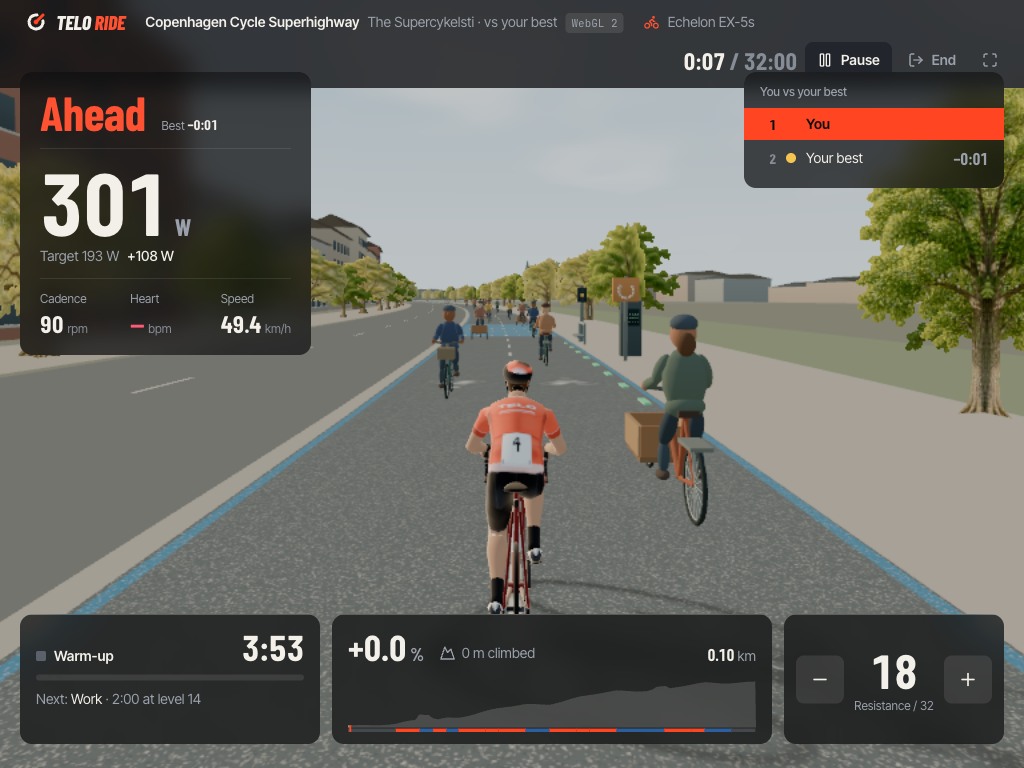 TELO RIDE Copenhagen Cycle Superhighway The Supercykelsti · vs your best WebGL 2 Echelon EX-5s
0:07 / 32:00 Pause End
Ahead Best −0:01
301 W
Target 193 W +108 W
Cadence Heart Speed
90 rpm — bpm 49.4 km/h
You vs your best
1 You
2 Your best −0:01
TELO
4
Warm-up 3:53
Next: Work · 2:00 at level 14
+0.0 % 0 m climbed 0.10 km
− 18 +
Resistance / 32